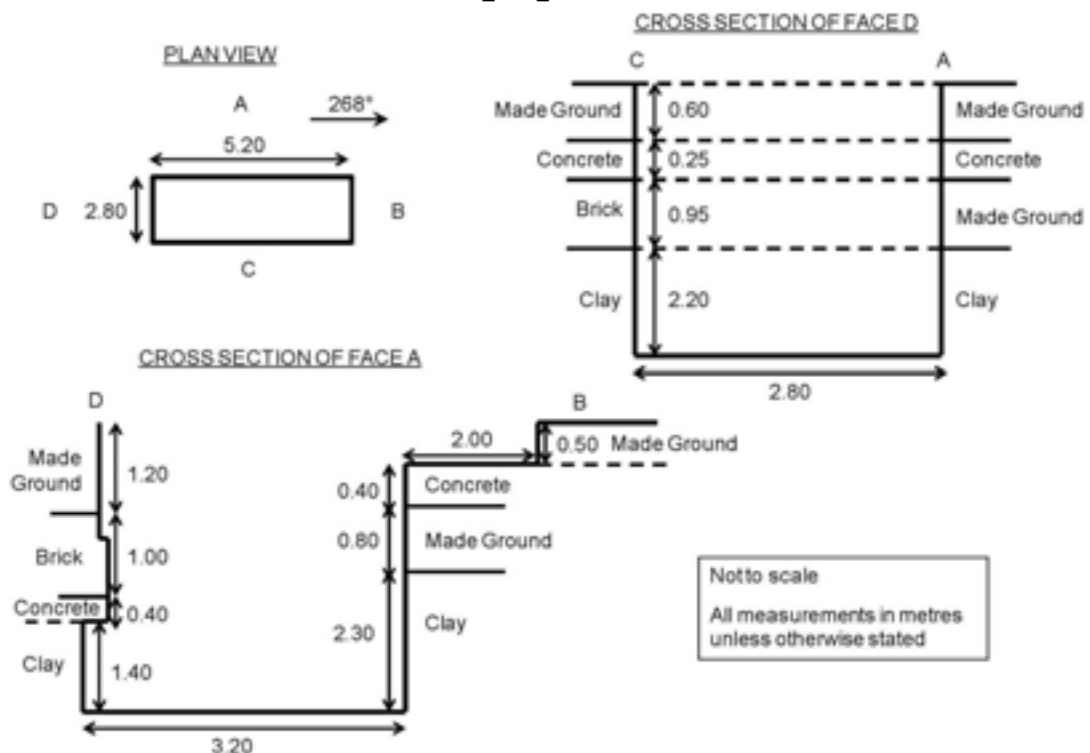 PLAN VIEW
A
268°
5.20
D
2.80
B
C
CROSS SECTION OF FACE D
C
A
Made Ground
0.60
Made Ground
Concrete
0.25
Concrete
Brick
0.95
Made Ground
Clay
2.20
Clay
2.80
CROSS SECTION OF FACE A
D
B
Made
Ground
1.20
2.00
0.50
Made Ground
0.40
Concrete
Brick
1.00
0.80
Made Ground
Concrete
0.40
Clay
1.40
2.30
Clay
3.20
Not to scale
All measurements in metres
unless otherwise stated